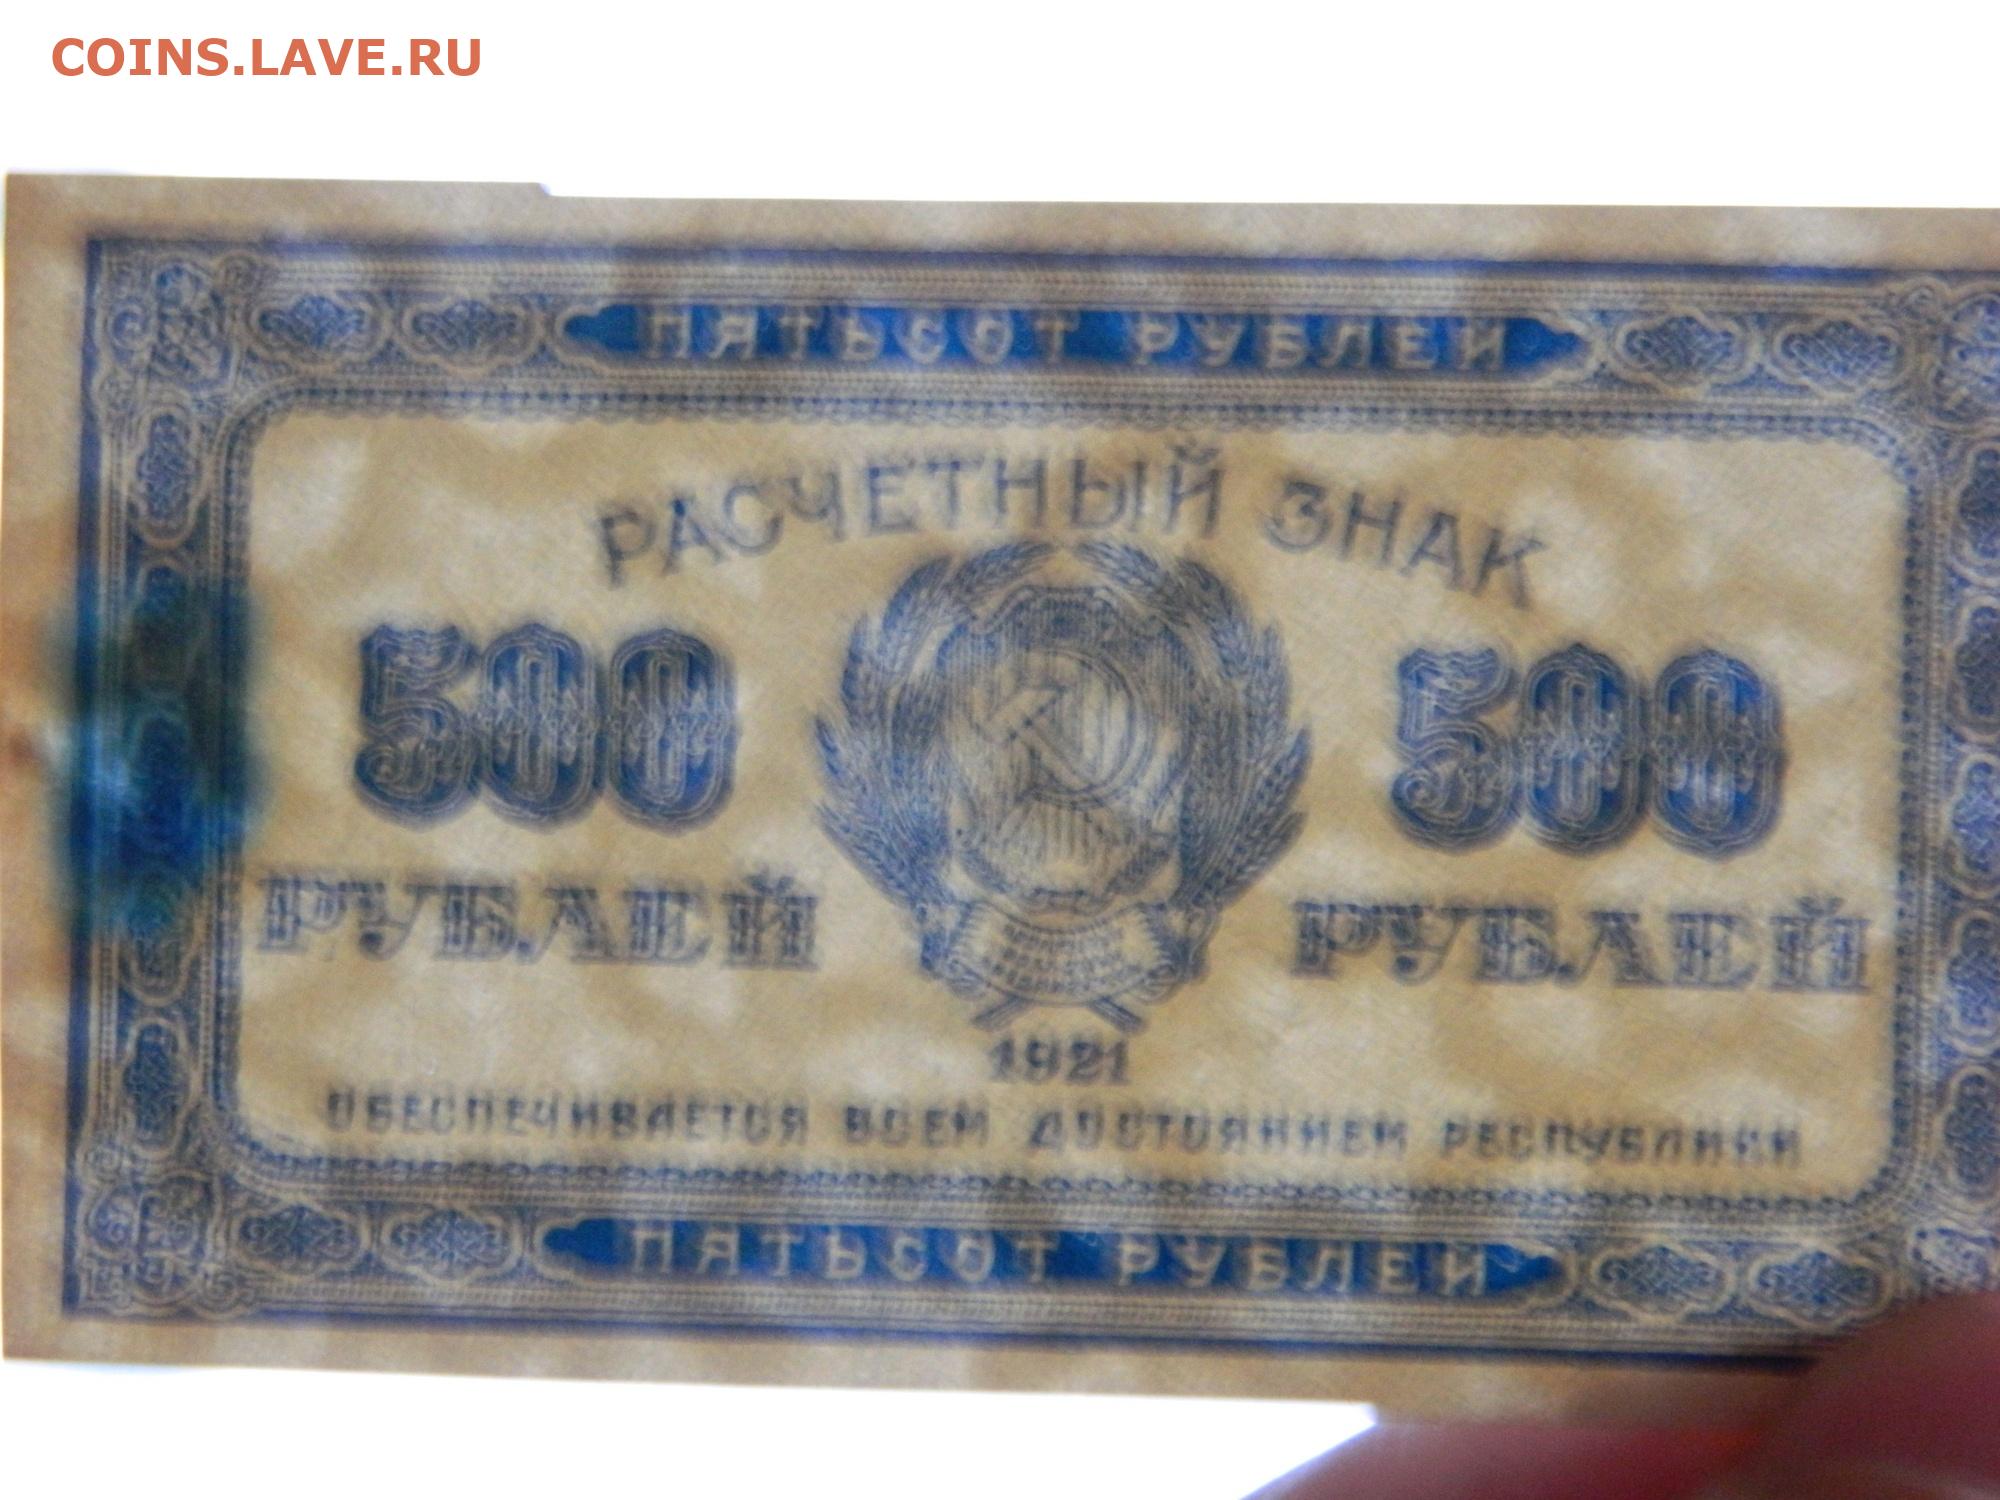 COINS.LAVE.RU
ПЯТЬСОТ РУБЛЕЙ
РАСЧЕТНЫЙ ЗНАК
500 500
РУБЛЕЙ РУБЛЕЙ
1921
ОБЕСПЕЧИВАЕТСЯ ВСЕМ ДОСТОЯНИЕМ РЕСПУБЛИКИ
ПЯТЬСОТ РУБЛЕЙ